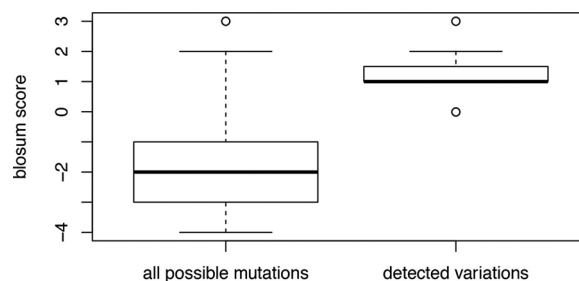 3
2
1
0
−2
−4
blosum score
all possible mutations
detected variations